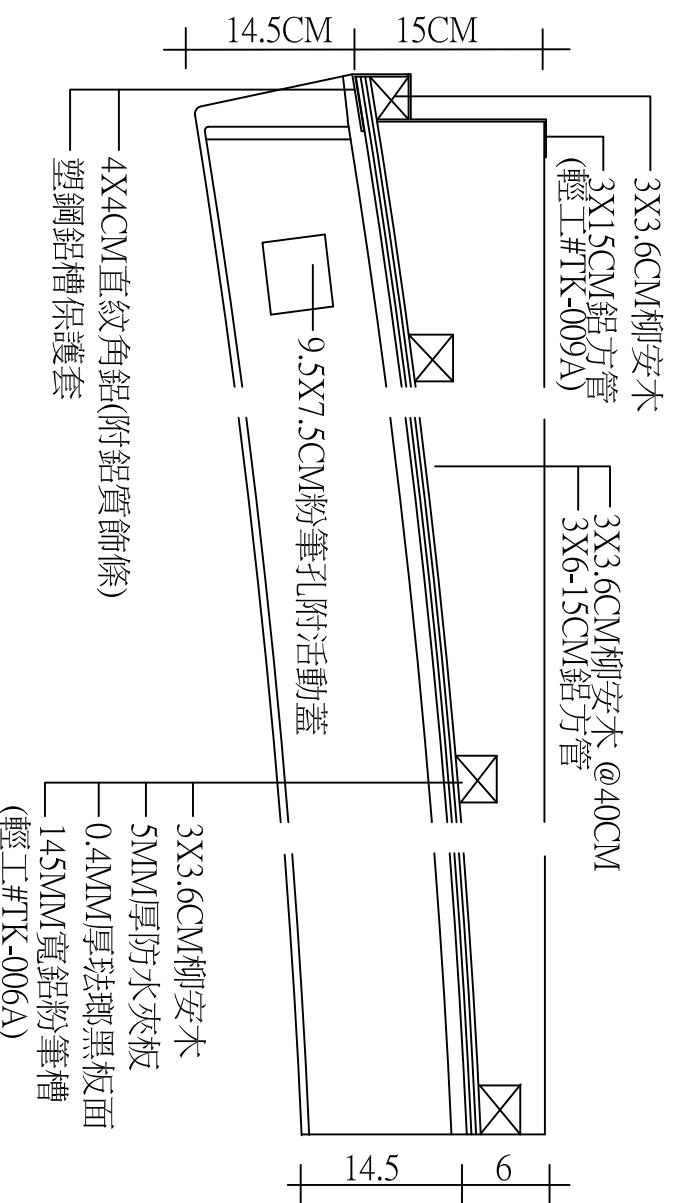 14.5CM
15CM
3X3.6CM柳安木
3X15CM鋁方管
(輕工#TK-009A)
4X4CM直紋角鋁(附鋁質飾條)
塑鋼鋁槽保護套
9.5X7.5CM粉筆孔附活動蓋
3X3.6CM柳安木 @40CM
3X6-15CM鋁方管
3X3.6CM柳安木
5MM厚防水夾板
0.4MM厚琺瑯黑板面
145MM寬鋁粉筆槽
(輕工#TK-006A)
14.5
6